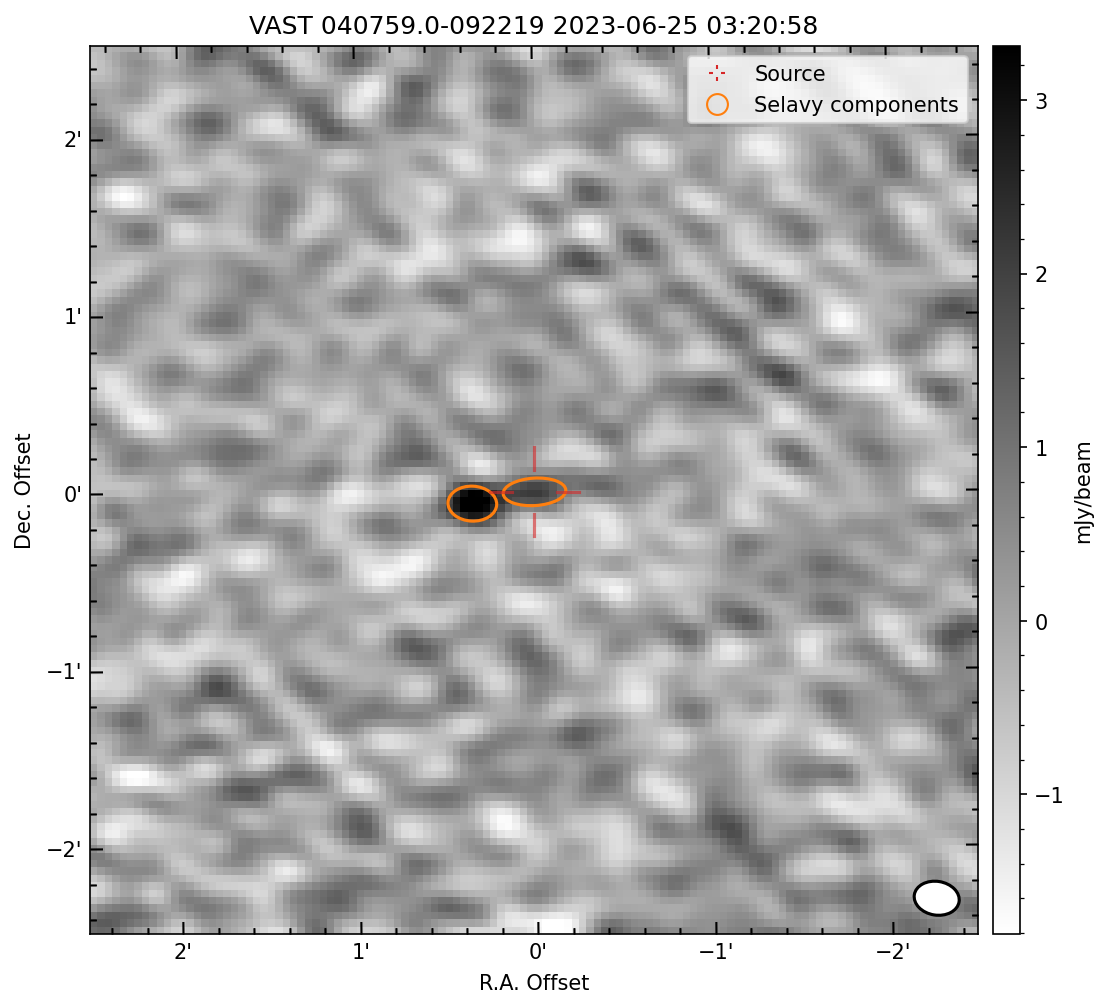 VAST 040759.0-092219 2023-06-25 03:20:58
Source
Selavy components
2'
1'
0'
−1'
−2'
Dec. Offset
2'
1'
0'
−1'
−2'
R.A. Offset
3
2
1
0
−1
mJy/beam